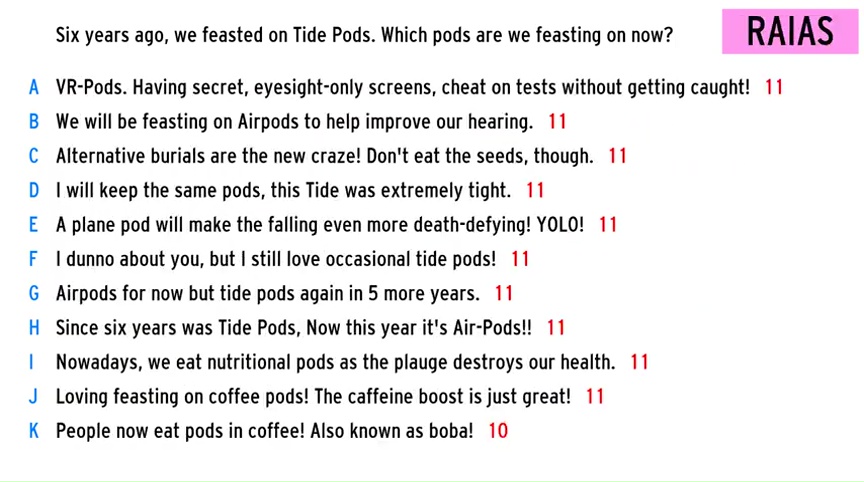 Six years ago, we feasted on Tide Pods. Which pods are we feasting on now?
RAIAS
A VR-Pods. Having secret, eyesight-only screens, cheat on tests without getting caught! 11
B We will be feasting on Airpods to help improve our hearing. 11
C Alternative burials are the new craze! Don't eat the seeds, though. 11
D I will keep the same pods, this Tide was extremely tight. 11
E A plane pod will make the falling even more death-defying! YOLO! 11
F I dunno about you, but I still love occasional tide pods! 11
G Airpods for now but tide pods again in 5 more years. 11
H Since six years was Tide Pods, Now this year it's Air-Pods!! 11
I Nowadays, we eat nutritional pods as the plauge destroys our health. 11
J Loving feasting on coffee pods! The caffeine boost is just great! 11
K People now eat pods in coffee! Also known as boba! 10